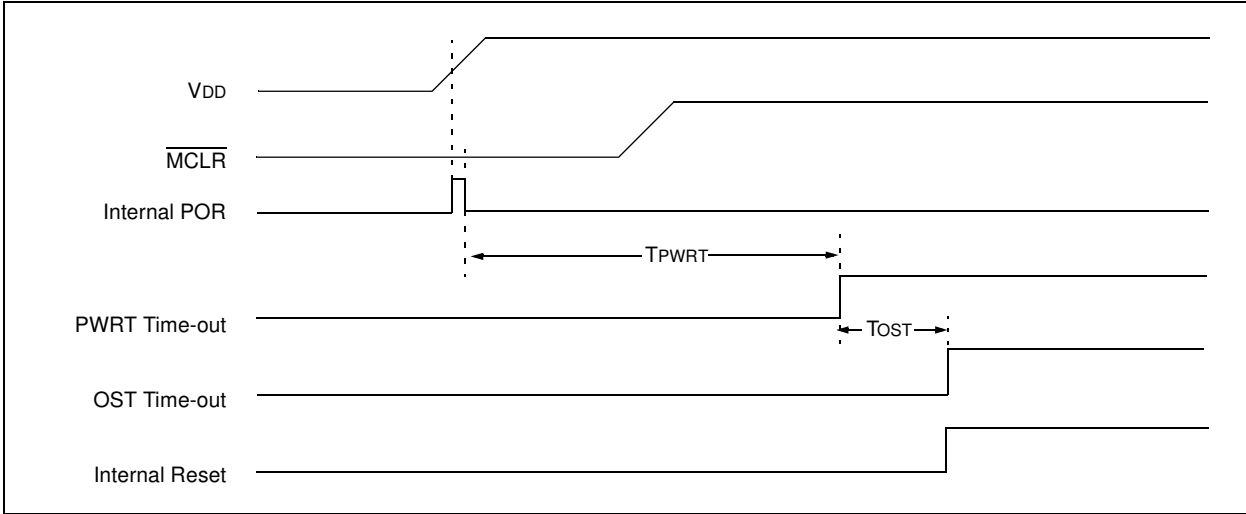 VDD
MCLR
Internal POR
TPWRT
PWRT Time-out
TOST
OST Time-out
Internal Reset